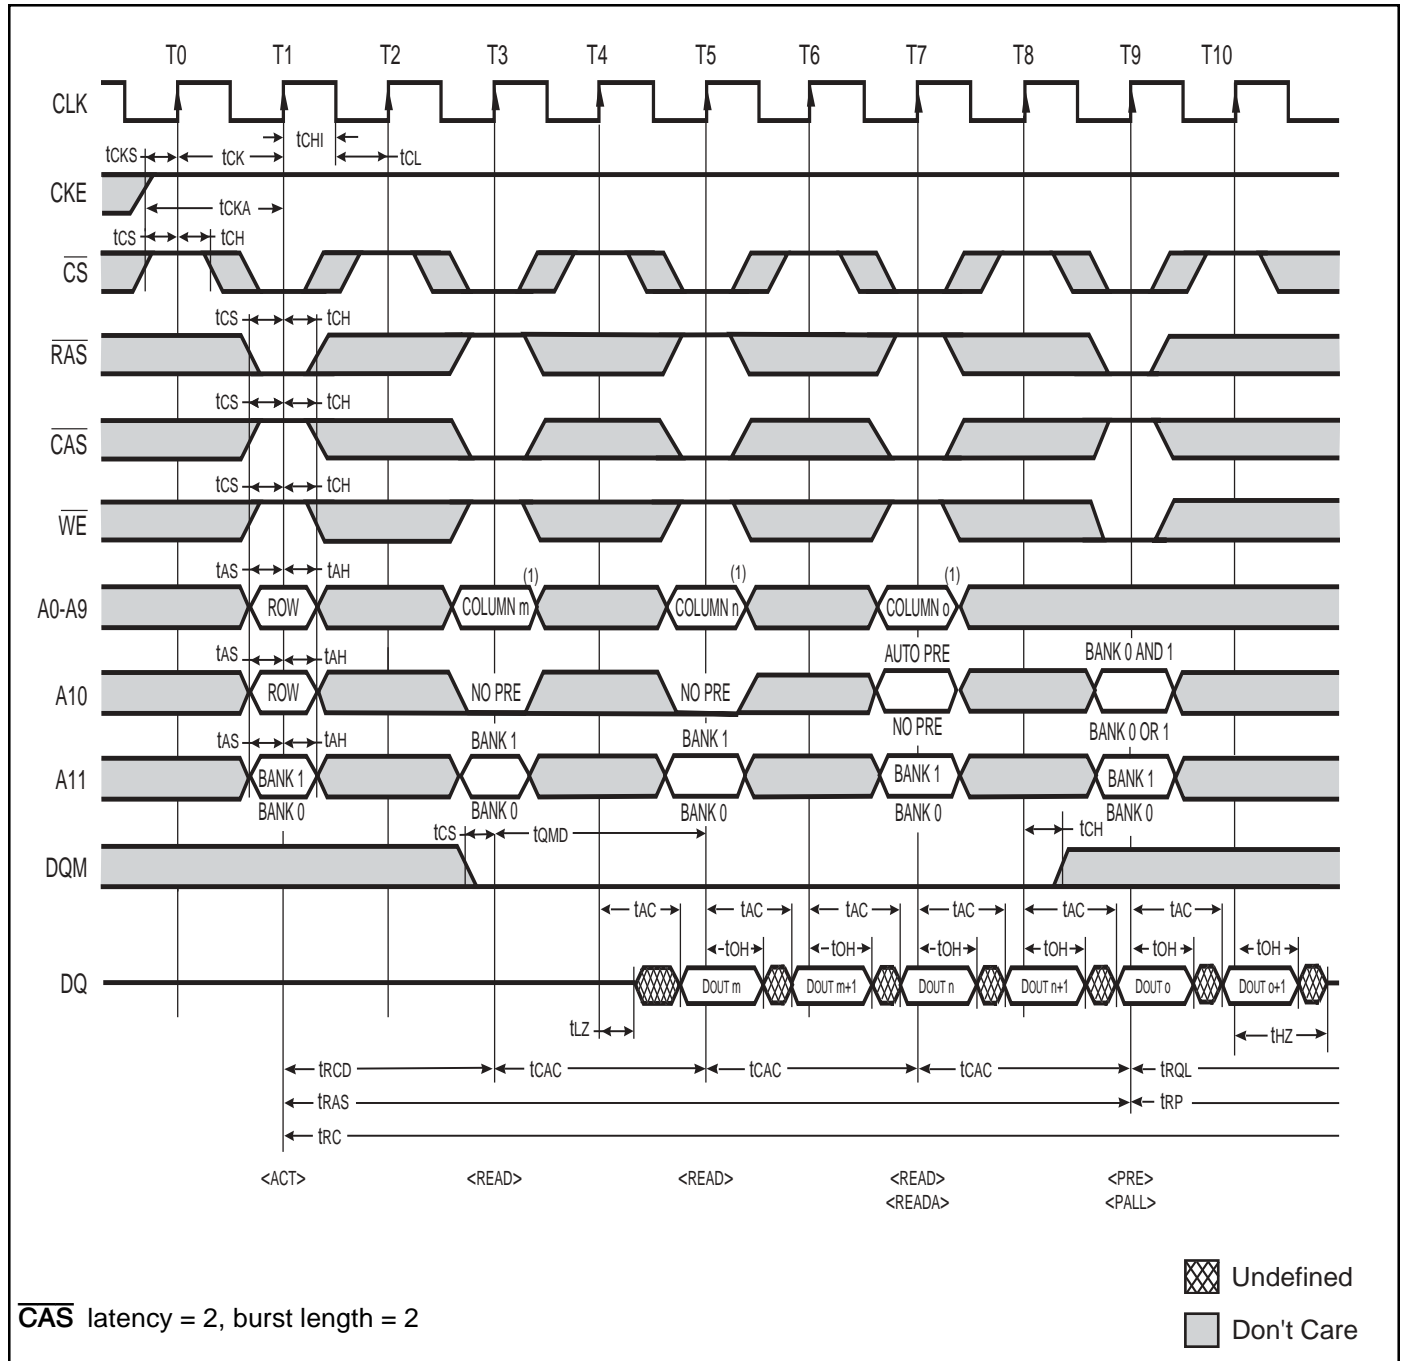 T0 T1 T2 T3 T4 T5 T6 T7 T8 T9 T10
CLK
tCHI
tCKS tCK tCL
CKE
tCKA
tCS tCH
CS
tCS tCH
RAS
tCS tCH
CAS
tCS tCH
WE
tAS tAH (1) (1) (1)
A0-A9 ROW COLUMN m COLUMN n COLUMN o
tAS tAH AUTO PRE BANK 0 AND 1
A10 ROW NO PRE NO PRE
NO PRE BANK 0 OR 1
tAS tAH BANK 1 BANK 1
A11 BANK 1 BANK 1 BANK 1
BANK 0 BANK 0 BANK 0 BANK 0 BANK 0
tCS tQMD tCH
DQM
tAC tAC tAC tAC tAC tAC
tOH tOH tOH tOH tOH tOH
DQ DOUT m DOUT m+1 DOUT n DOUT n+1 DOUT o DOUT o+1
tLZ tHZ
tRCD tCAC tCAC tCAC tRQL
tRAS tRP
tRC
<ACT> <READ> <READ> <READ> <PRE>
<READA> <PALL>
Undefined
CAS latency = 2, burst length = 2
Don't Care